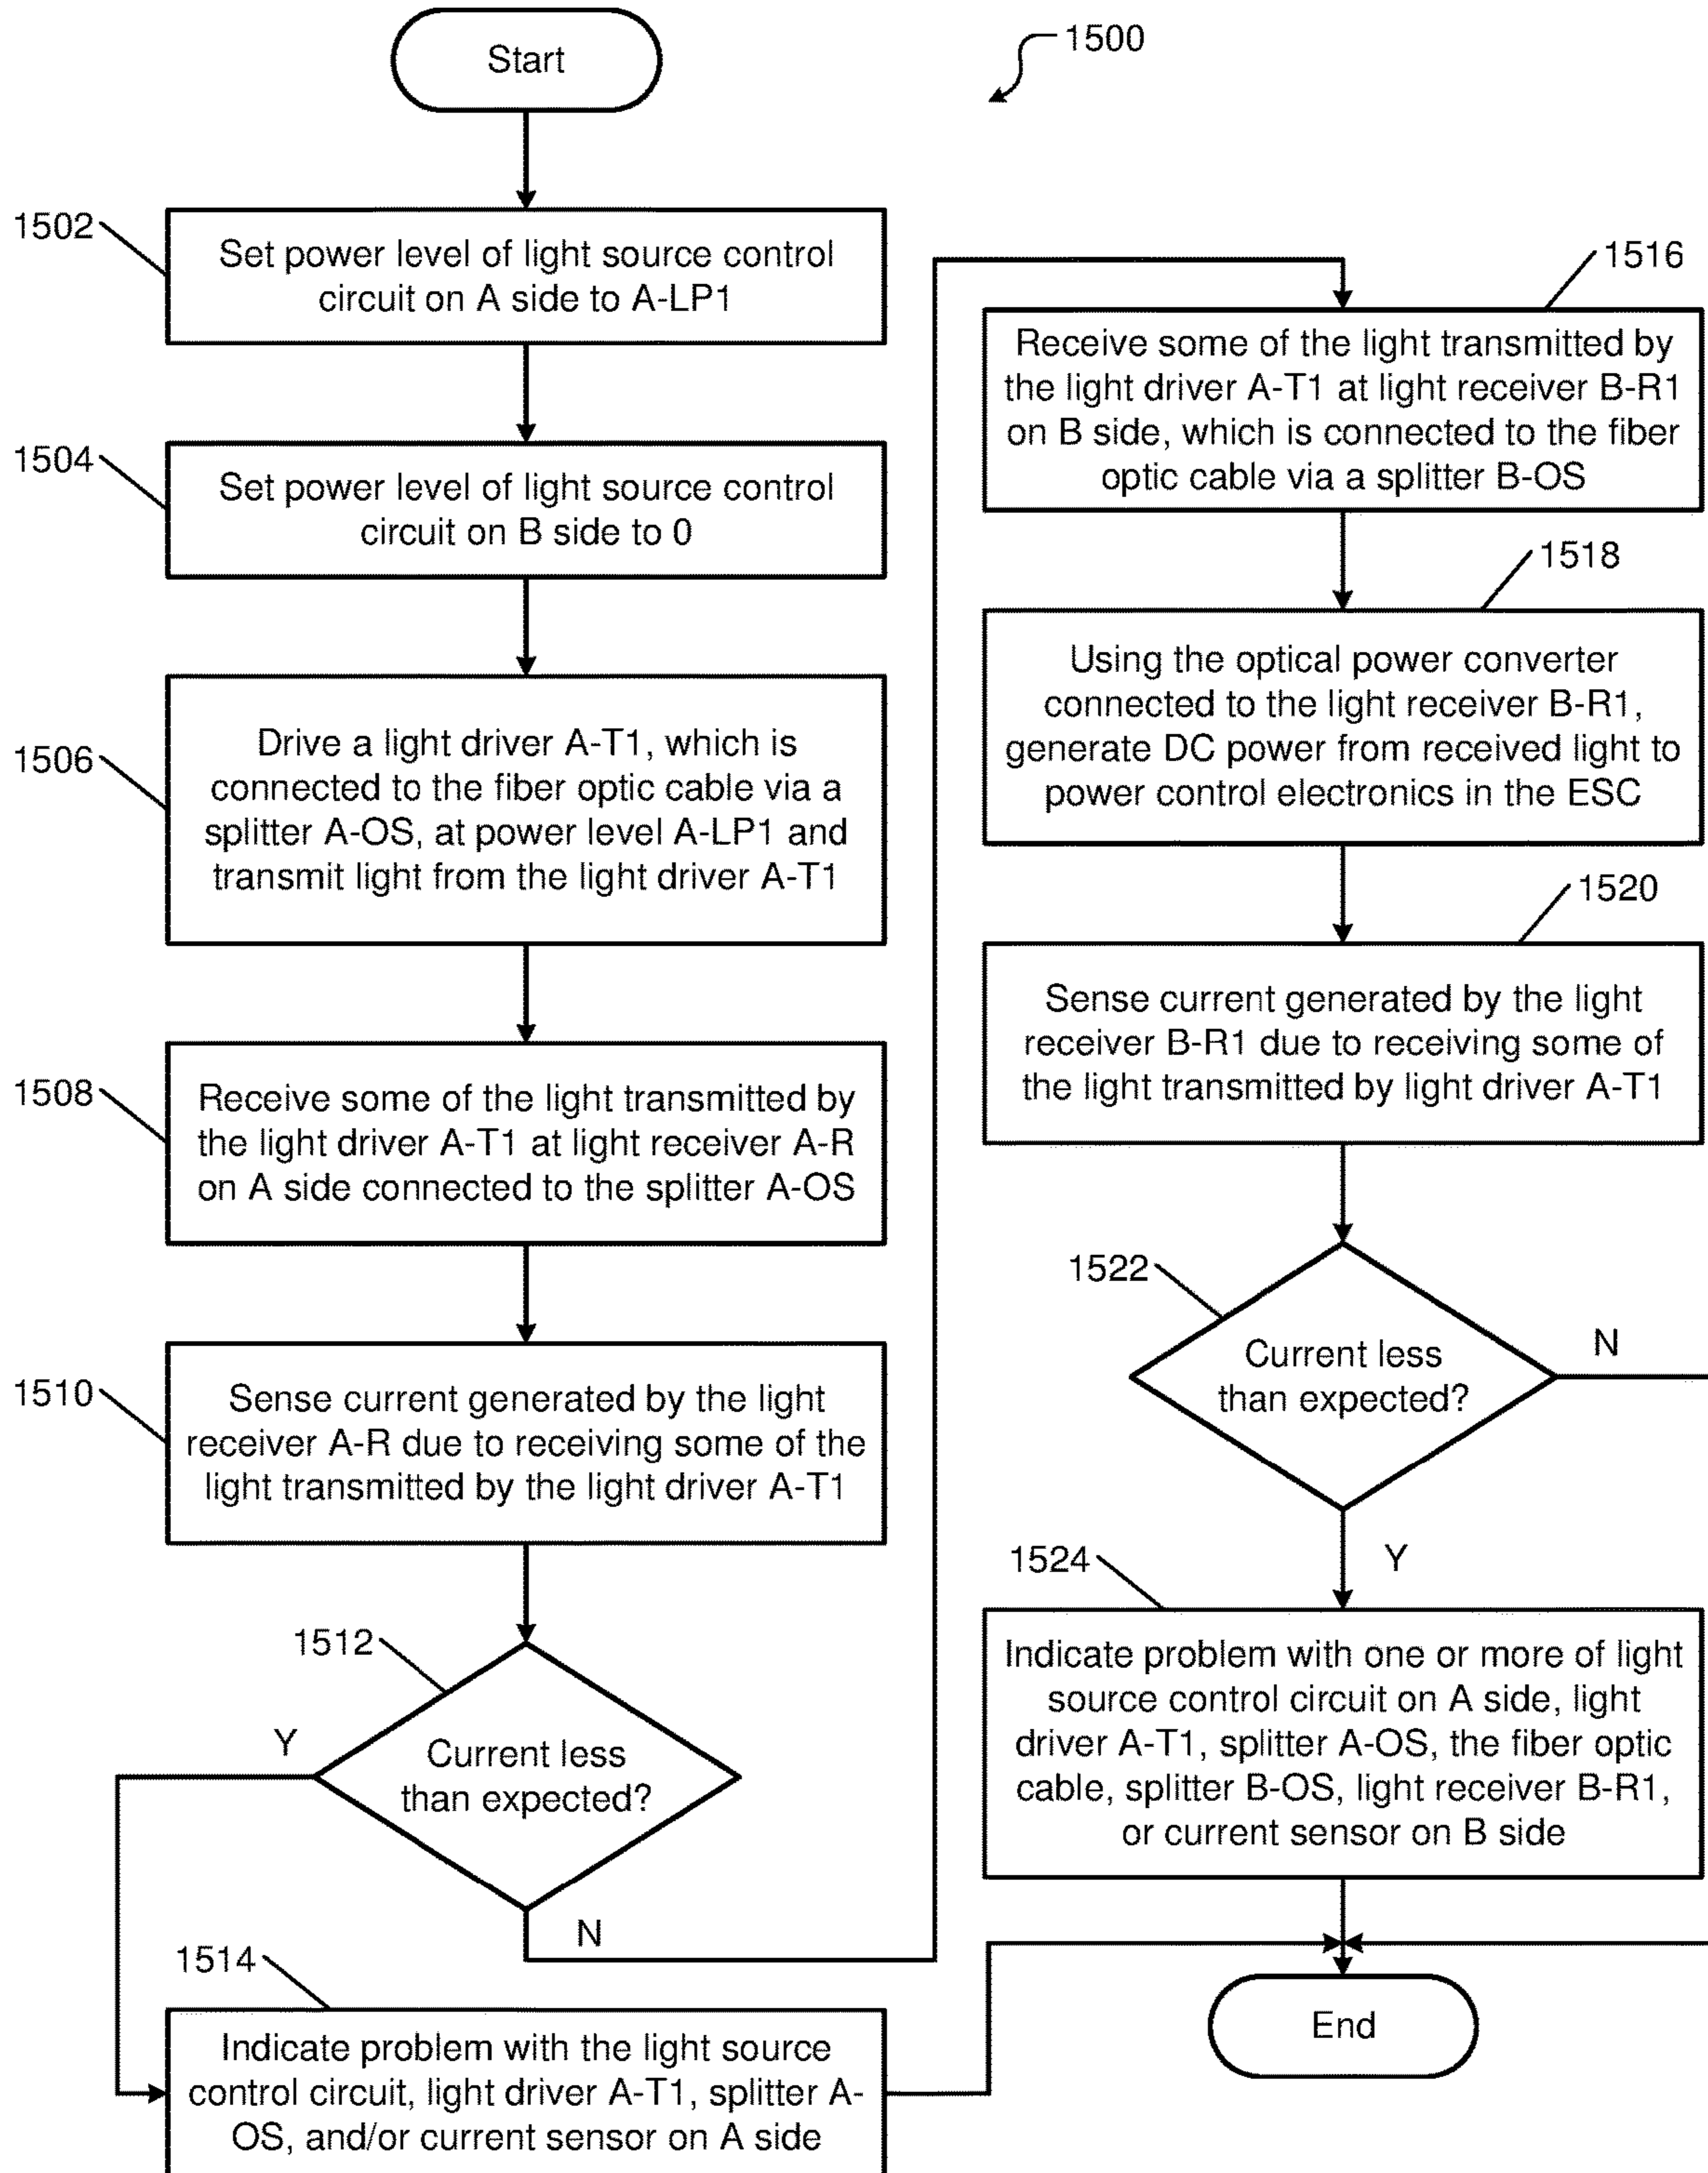 Start
1500
1502
Set power level of light source control
circuit on A side to A-LP1
1504
Set power level of light source control
circuit on B side to 0
1506
Drive a light driver A-T1, which is
connected to the fiber optic cable via a
splitter A-OS, at power level A-LP1 and
transmit light from the light driver A-T1
1508
Receive some of the light transmitted by
the light driver A-T1 at light receiver A-R
on A side connected to the splitter A-OS
1510
Sense current generated by the light
receiver A-R due to receiving some of the
light transmitted by the light driver A-T1
1512
Current less
than expected?
Y
N
1514
Indicate problem with the light source
control circuit, light driver A-T1, splitter A-
OS, and/or current sensor on A side
1516
Receive some of the light transmitted by
the light driver A-T1 at light receiver B-R1
on B side, which is connected to the fiber
optic cable via a splitter B-OS
1518
Using the optical power converter
connected to the light receiver B-R1,
generate DC power from received light to
power control electronics in the ESC
1520
Sense current generated by the light
receiver B-R1 due to receiving some of
the light transmitted by light driver A-T1
1522
Current less
than expected?
N
Y
1524
Indicate problem with one or more of light
source control circuit on A side, light
driver A-T1, splitter A-OS, the fiber optic
cable, splitter B-OS, light receiver B-R1,
or current sensor on B side
End